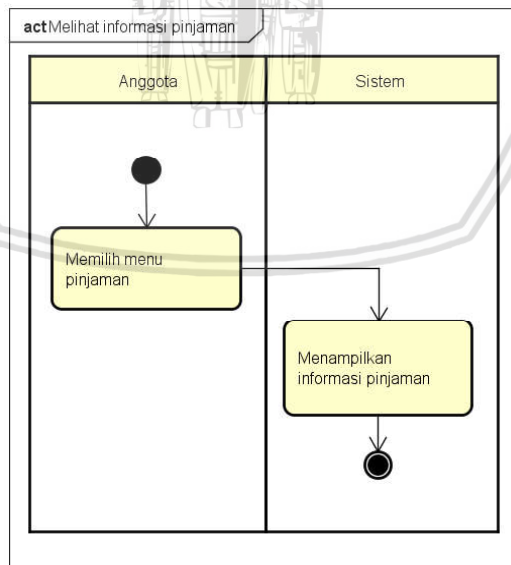 act Melihat informasi pinjaman
Anggota
Sistem
Memilih menu
pinjaman
Menampilkan
informasi pinjaman